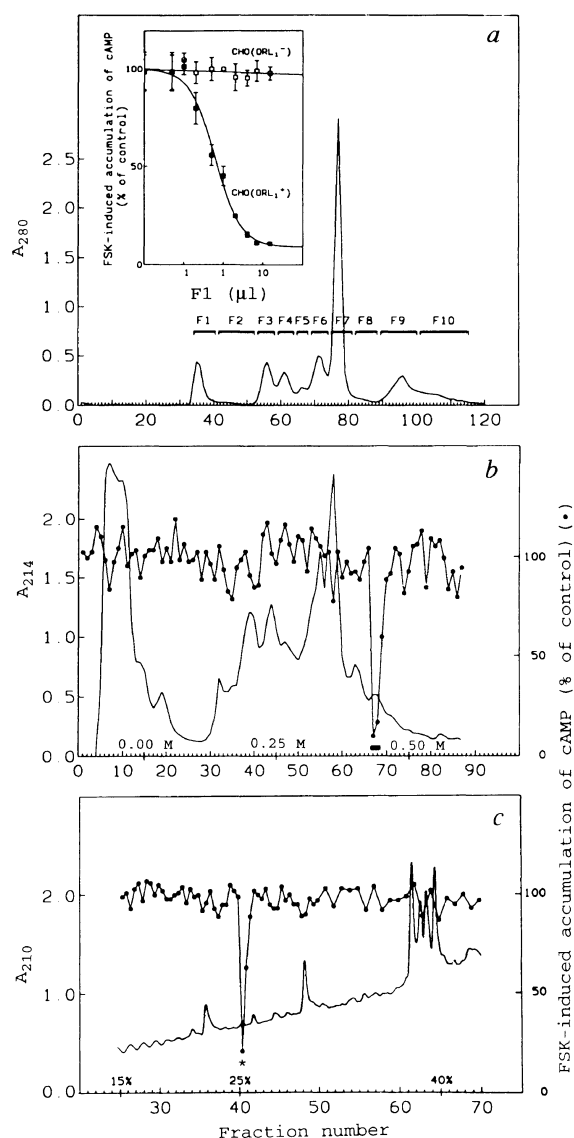 a
FSK-induced accumulation of cAMP
(% of control)
100
50
0
CHO(ORL₁⁻)
CHO(ORL₁⁺)
1 1 10
F1 (µl)
A₂₈₀
2.5
2.0
1.5
1.0
0.5
0.0
F1 F2 F3 F4 F5 F6 F7 F8 F9 F10
0 20 40 60 80 100 120
b
A₂₁₄
2.0
1.5
1.0
0.5
0.0
100
50
0
0.00 M 0.25 M 0.50 M
0 10 20 30 40 50 60 70 80 90
c
A₂₁₀
2.0
1.0
0.0
100
50
0
*
15% 25% 40%
30 40 50 60 70 80
Fraction number
FSK-induced accumulation of cAMP (% of control) (•)